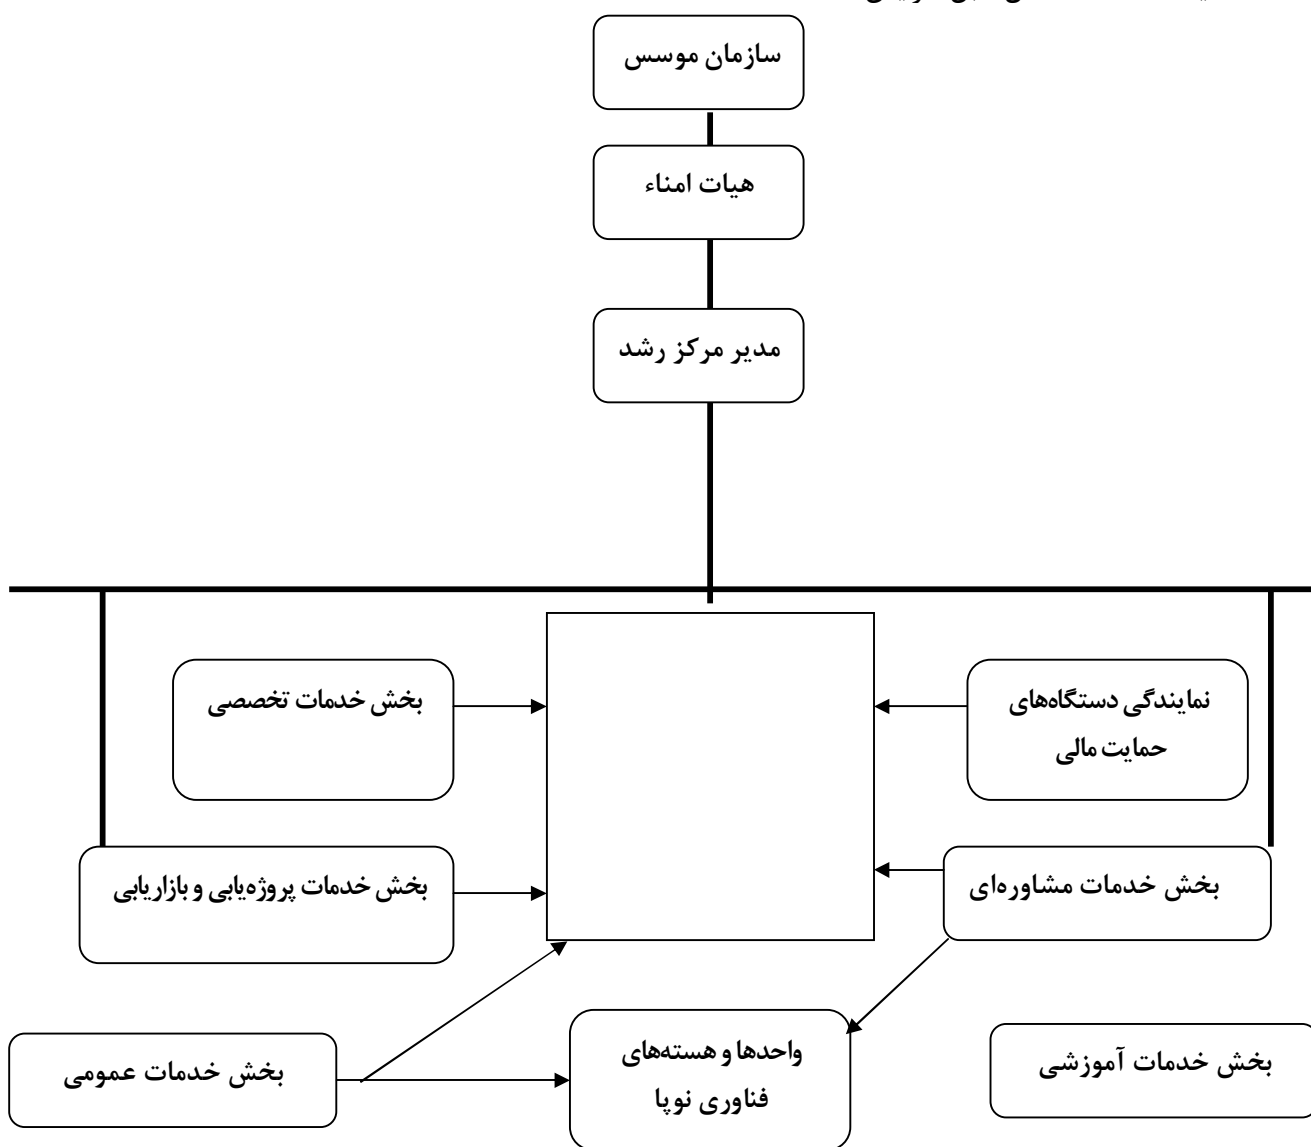 سازمان موسس
هیات امناء
مدیر مرکز رشد
نمایندگی دستگاه‌های
حمایت مالی
بخش خدمات تخصصی
بخش خدمات مشاوره‌ای
بخش خدمات پروژه‌یابی و بازاریابی
بخش خدمات آموزشی
واحدها و هسته‌های
فناوری نوپا
بخش خدمات عمومی